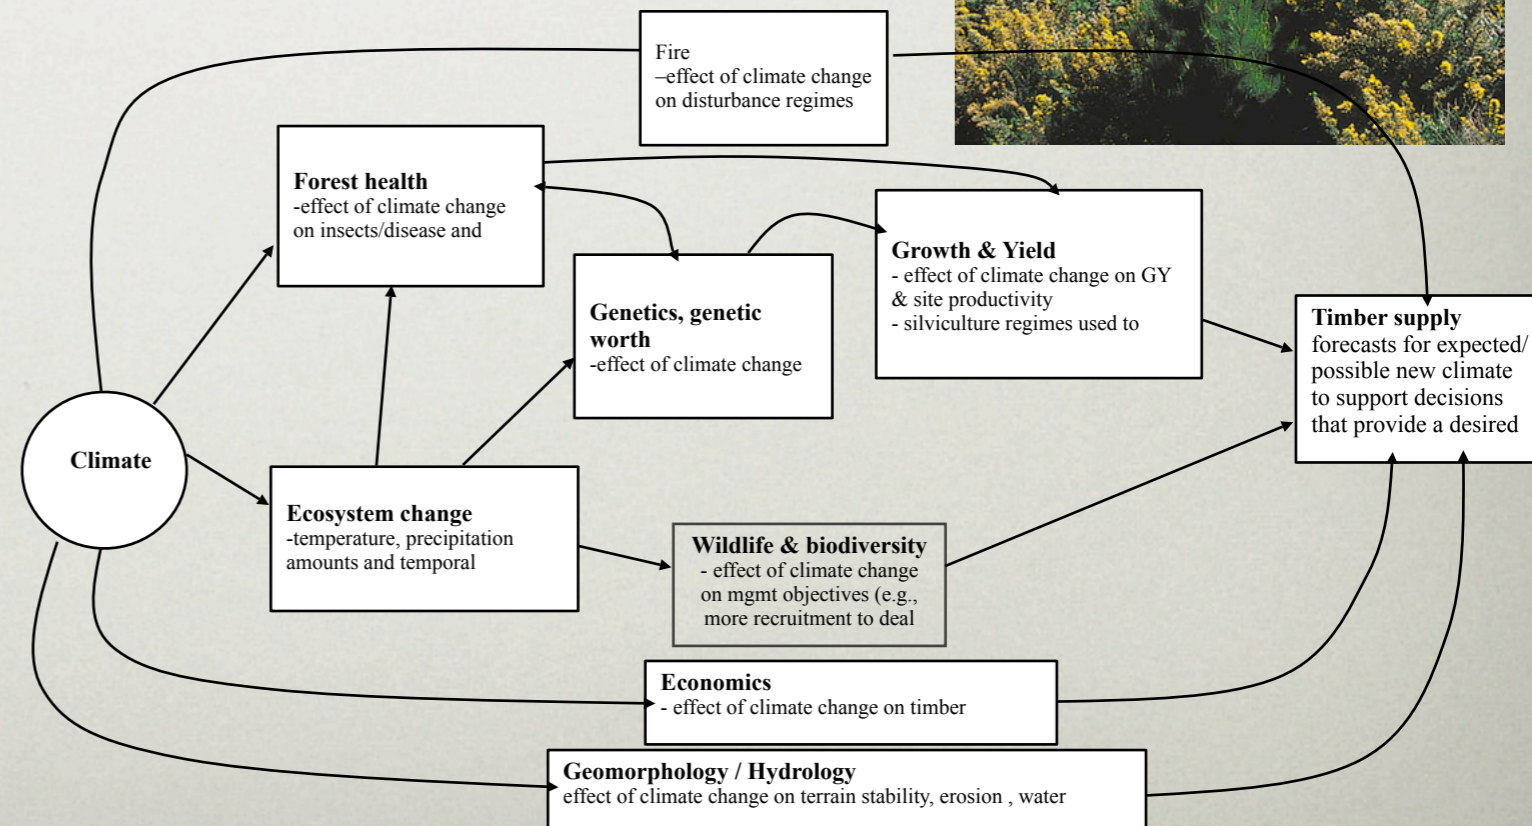 Fire
–effect of climate change
on disturbance regimes
Forest health
-effect of climate change
on insects/disease and
Growth & Yield
- effect of climate change on GY
& site productivity
- silviculture regimes used to
Genetics, genetic
worth
-effect of climate change
Timber supply
forecasts for expected/
possible new climate
to support decisions
that provide a desired
Climate
Ecosystem change
-temperature, precipitation
amounts and temporal
Wildlife & biodiversity
- effect of climate change
on mgmt objectives (e.g.,
more recruitment to deal
Economics
- effect of climate change on timber
Geomorphology / Hydrology
effect of climate change on terrain stability, erosion , water